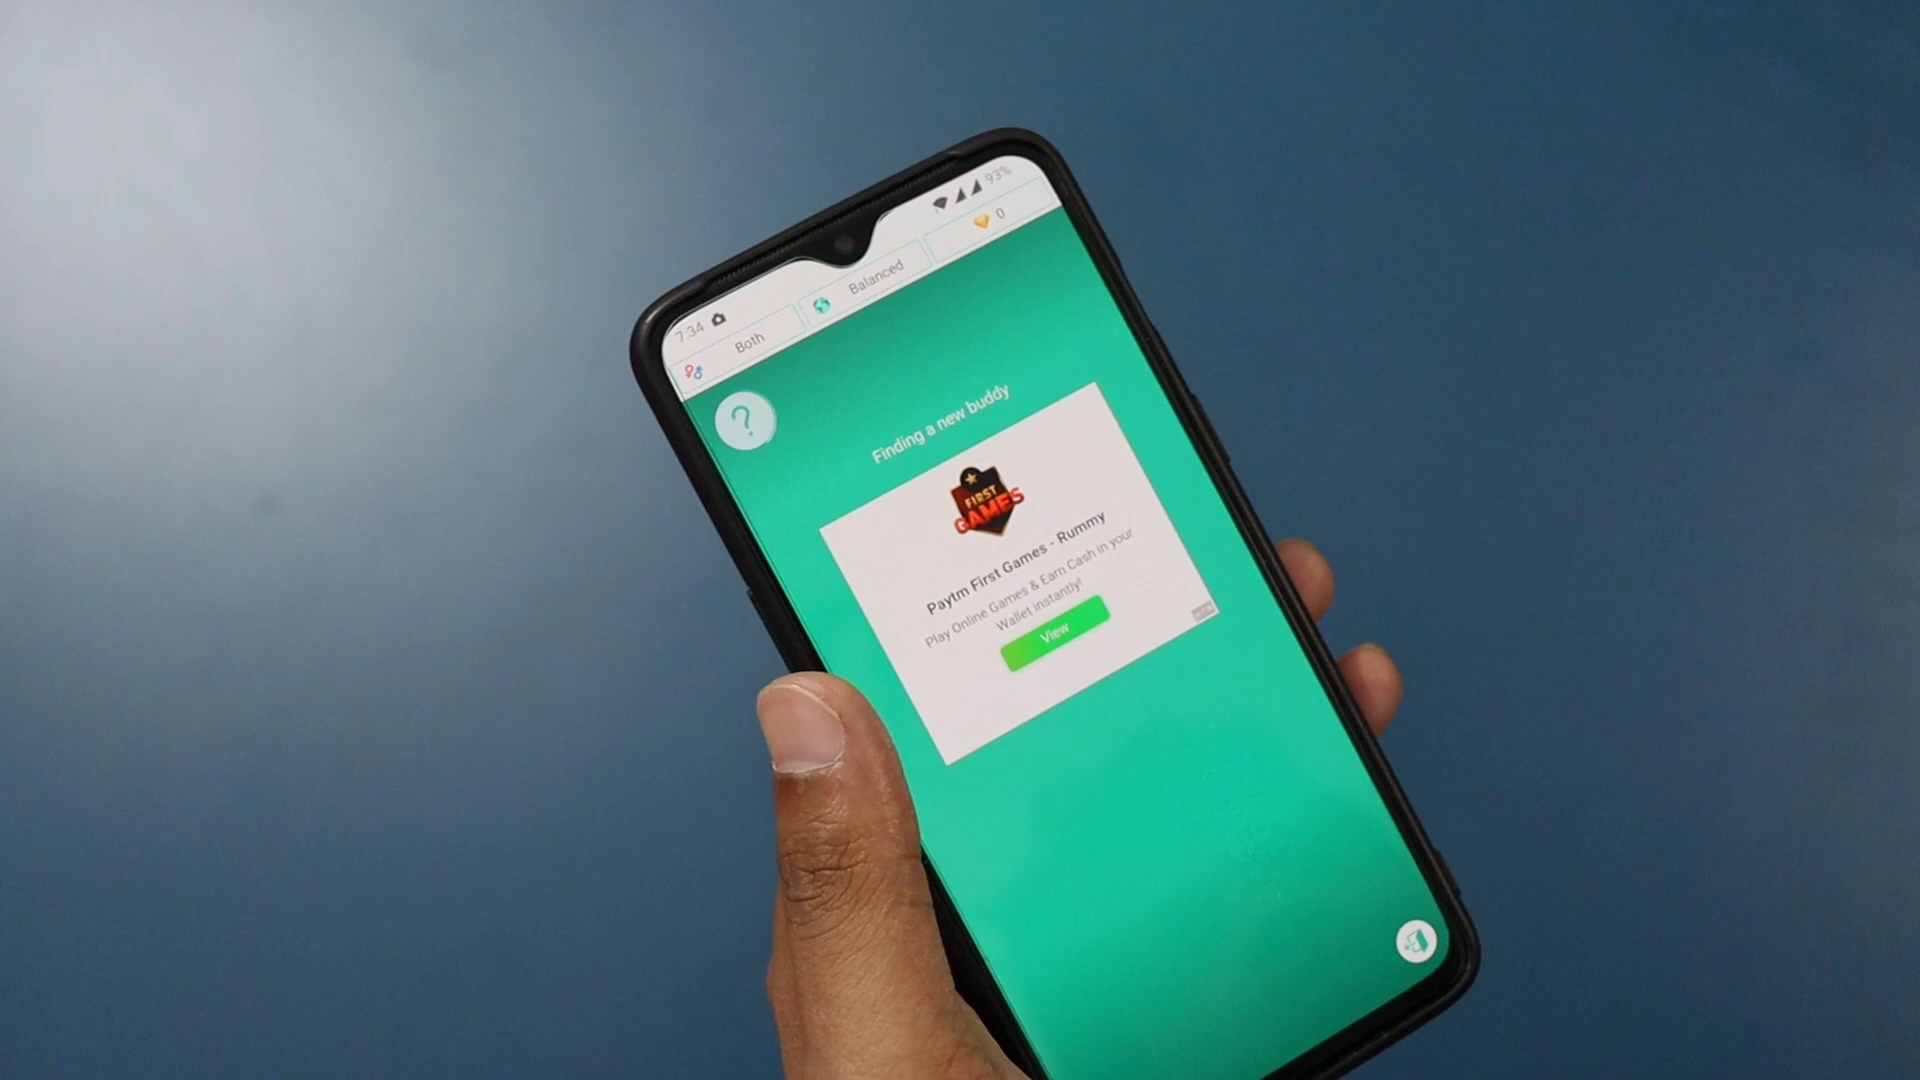 7:34
93%
Both
Balanced
0
?
Finding a new buddy
FIRST
GAMES
Paytm First Games - Rummy
Play Online Games & Earn Cash in your
Wallet instantly!
View